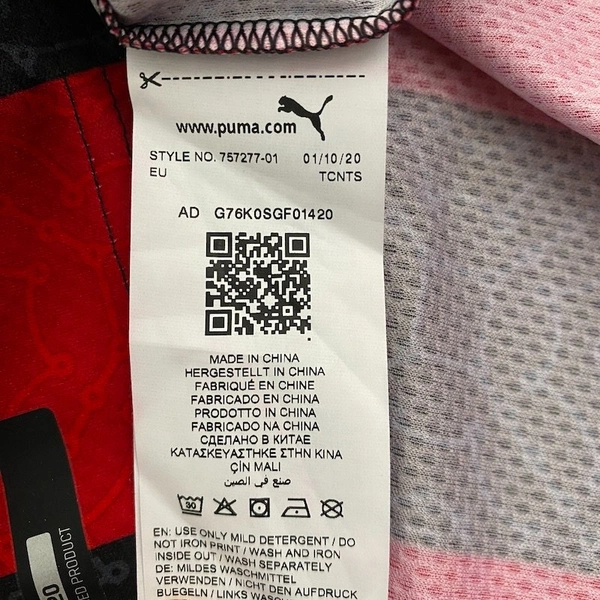 www.puma.com
STYLE NO. 757277-01 01/10/20
EU TCNTS
AD G76K0SGF01420
MADE IN CHINA
HERGESTELLT IN CHINA
FABRIQUÉ EN CHINE
FABRICADO EN CHINA
PRODOTTO IN CHINA
FABRICADO NA CHINA
СДЕЛАНО В КИТАЕ
ΚΑΤΑΣΚΕΥΑΣΤΗΚΕ ΣΤΗΝ ΚΙΝΑ
ÇİN MALI
صنع في الصين
30
EN: USE ONLY MILD DETERGENT / DO
NOT IRON PRINT / WASH AND IRON
INSIDE OUT / WASH SEPARATELY
DE: MILDES WASCHMITTEL
VERWENDEN / NICHT DEN AUFDRUCK
BUEGELN / LINKS WASCHEN
PRODUCT